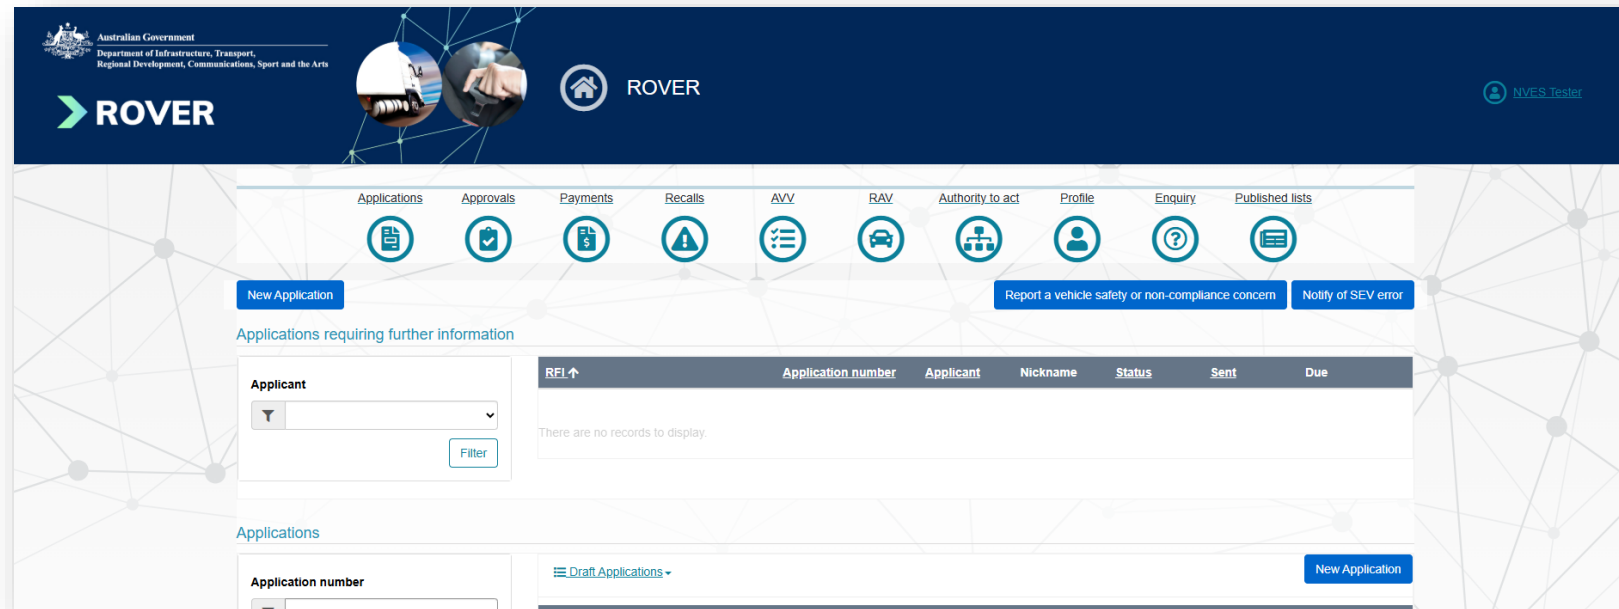 Australian Government
Department of Infrastructure, Transport,
Regional Development, Communications, Sport and the Arts
ROVER
ROVER
NVES Tester
Applications Approvals Payments Recalls AVV RAV Authority to act Profile Enquiry Published lists
New Application Report a vehicle safety or non-compliance concern Notify of SEV error
Applications requiring further information
Applicant
Filter
RFI Application number Applicant Nickname Status Sent Due
There are no records to display.
Applications
Application number
Draft Applications New Application